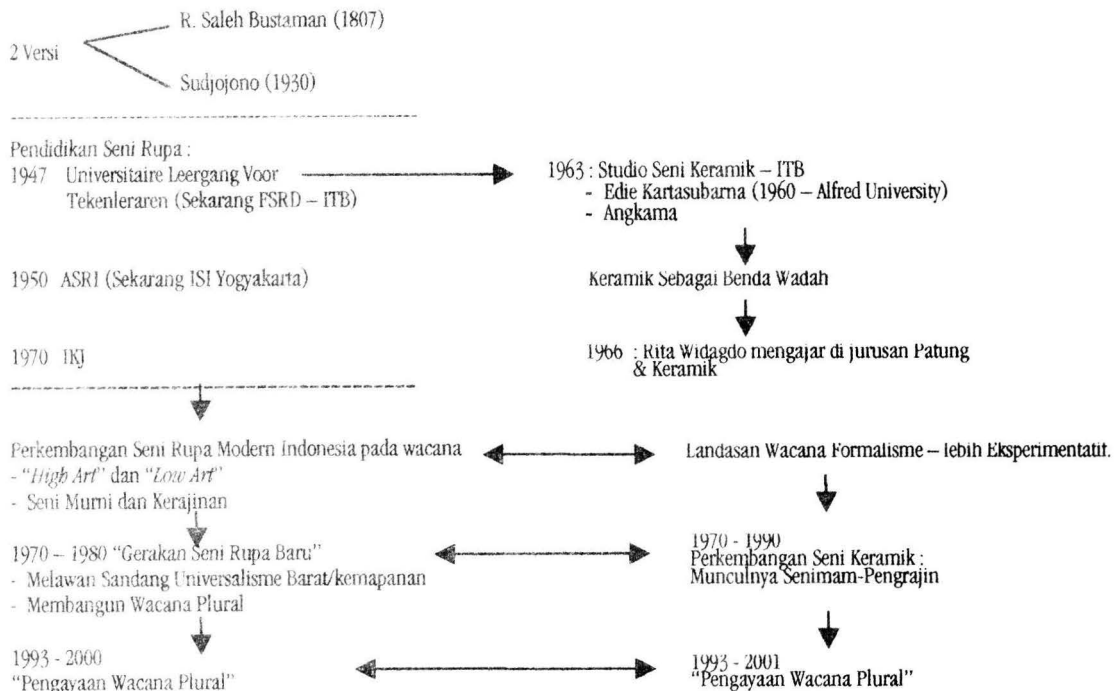 R. Saleh Bustaman (1807)
2 Versi
Sudjojono (1930)
Pendidikan Seni Rupa :
1947 Universitaire Leergang Voor
Tekenleraren (Sekarang FSRD – ITB)
1950 ASRI (Sekarang ISI Yogyakarta)
1970 IKJ
Perkembangan Seni Rupa Modern Indonesia pada wacana
- "High Art" dan "Low Art"
- Seni Murni dan Kerajinan
1970 – 1980 "Gerakan Seni Rupa Baru"
- Melawan Sandang Universalisme Barat/kemapanan
- Membangun Wacana Plural
1993 - 2000
"Pengayaan Wacana Plural"
1963 : Studio Seni Keramik – ITB
- Edie Kartasubarna (1960 – Alfred University)
- Angkama
Keramik Sebagai Benda Wadah
1966 : Rita Widagdo mengajar di jurusan Patung
& Keramik
Landasan Wacana Formalisme – lebih Eksperimentatif.
1970 - 1990
Perkembangan Seni Keramik :
Munculnya Senimam-Pengrajin
1993 - 2001
"Pengayaan Wacana Plural"